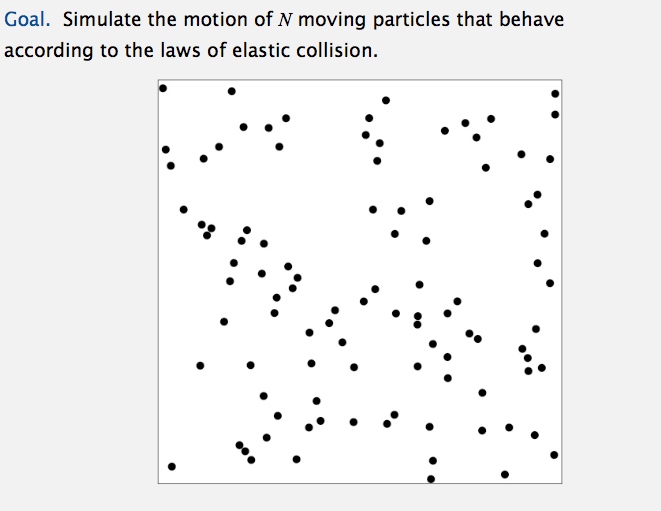 Goal. Simulate the motion of N moving particles that behave
according to the laws of elastic collision.